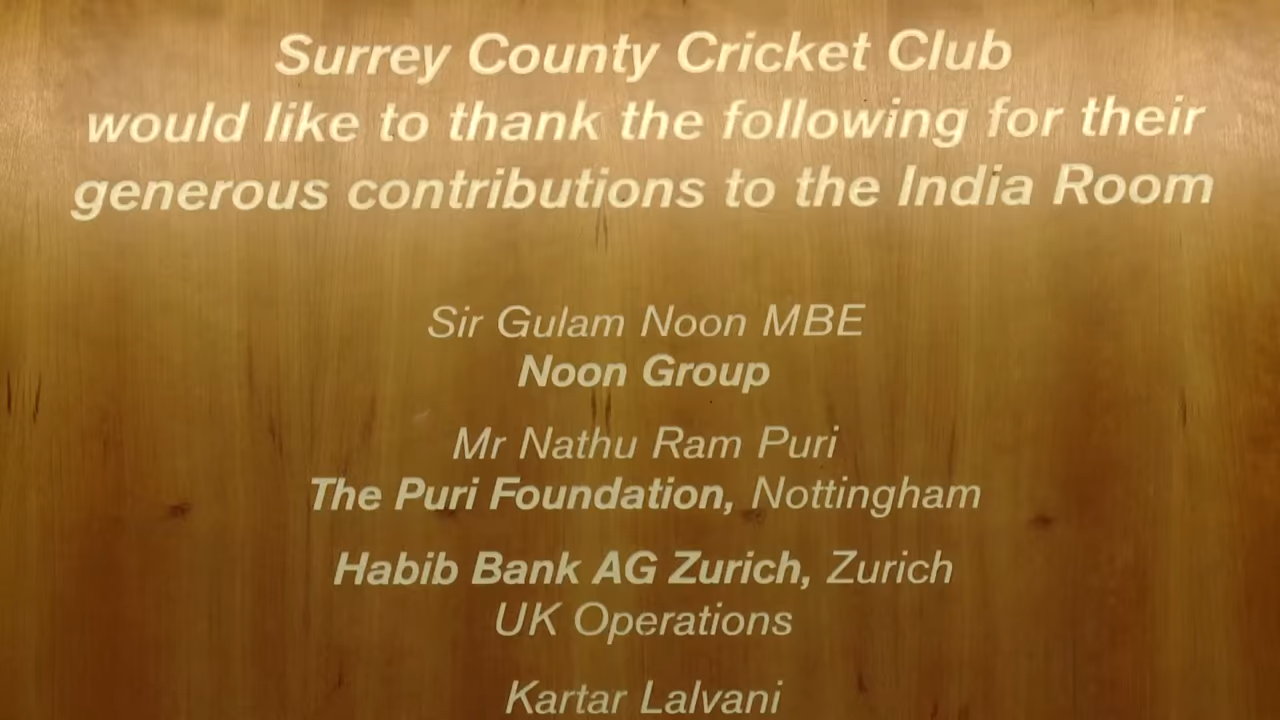 Surrey County Cricket Club
would like to thank the following for their
generous contributions to the India Room
Sir Gulam Noon MBE
Noon Group
Mr Nathu Ram Puri
The Puri Foundation, Nottingham
Habib Bank AG Zurich, Zurich
UK Operations
Kartar Lalvani